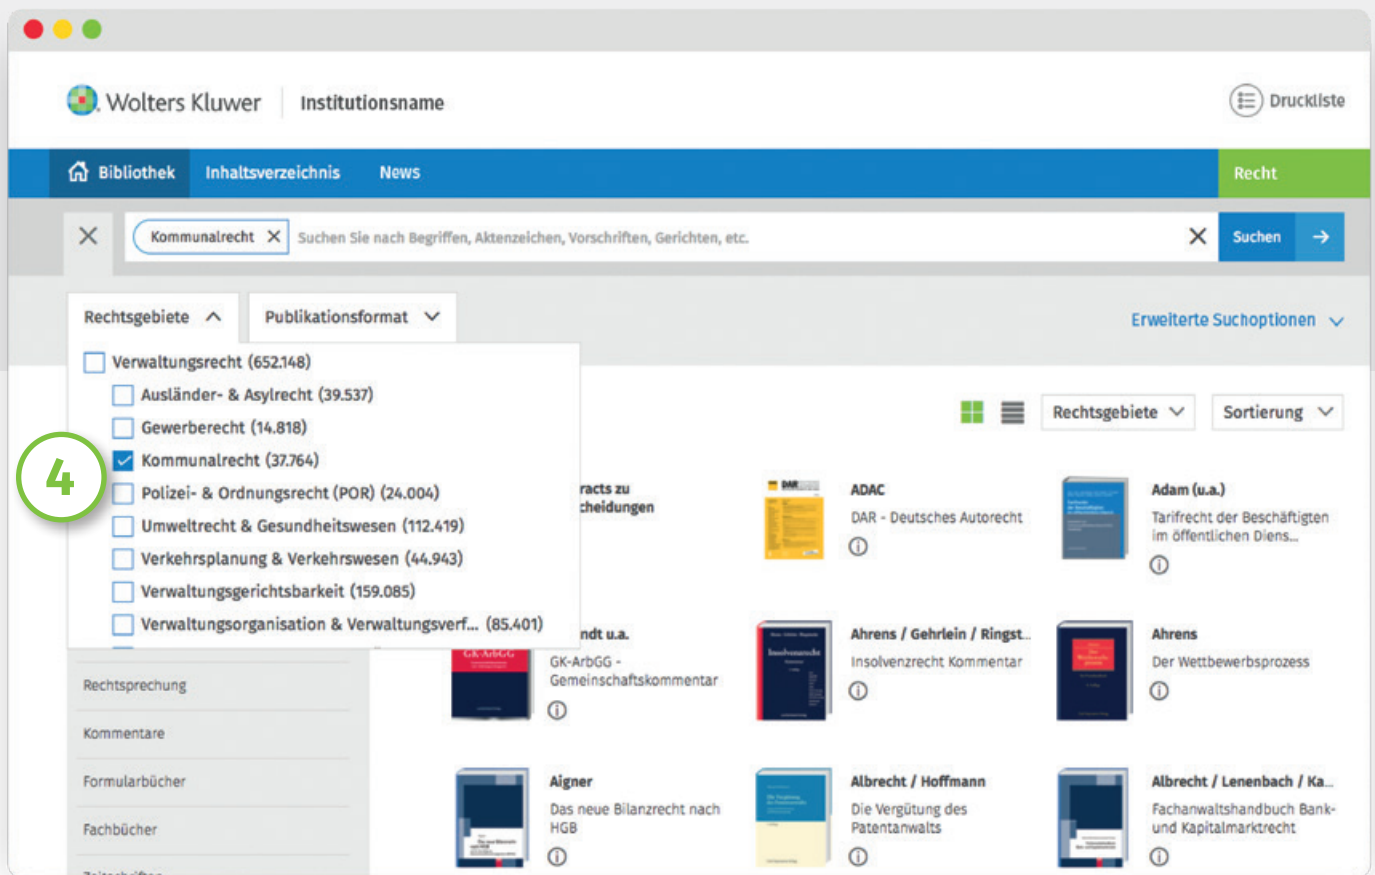 Wolters Kluwer
Institutionsname
Druckliste
Bibliothek
Inhaltsverzeichnis
News
Recht
Kommunalrecht
Suchen Sie nach Begriffen, Aktenzeichen, Vorschriften, Gerichten, etc.
Suchen
Rechtsgebiete
Publikationsformat
Erweiterte Suchoptionen
Verwaltungsrecht (652.148)
Ausländer- & Asylrecht (39.537)
Gewerberecht (14.818)
4
Kommunalrecht (37.764)
Polizei- & Ordnungsrecht (POR) (24.004)
Umweltrecht & Gesundheitswesen (112.419)
Verkehrsplanung & Verkehrswesen (44.943)
Verwaltungsgerichtsbarkeit (159.085)
Verwaltungsorganisation & Verwaltungsverf... (85.401)
Rechtsgebiete
Sortierung
racts zu
cheidungen
DAR
ADAC
DAR - Deutsches Autorecht
Adam (u.a.)
Tarifrecht der Beschäftigten
im öffentlichen Diens...
GK-ArbGG
ndt u.a.
GK-ArbGG -
Gemeinschaftskommentar
Insolvenzrecht
Ahrens / Gehrlein / Ringst...
Insolvenzrecht Kommentar
Ahrens
Der Wettbewerbsprozess
Rechtsprechung
Kommentare
Formularbücher
Fachbücher
Aigner
Das neue Bilanzrecht nach
HGB
Albrecht / Hoffmann
Die Vergütung des
Patentanwalts
Albrecht / Lenenbach / Ka...
Fachanwaltshandbuch Bank-
und Kapitalmarktrecht